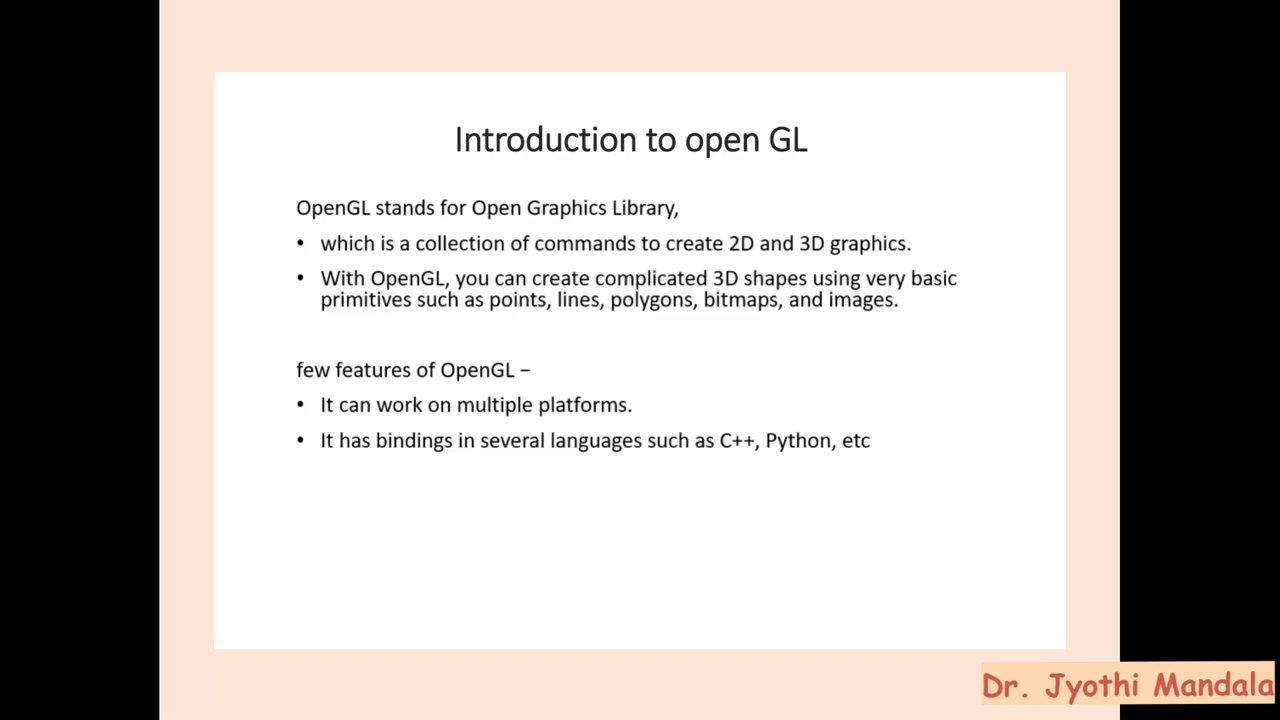 Introduction to open GL
OpenGL stands for Open Graphics Library,
• which is a collection of commands to create 2D and 3D graphics.
• With OpenGL, you can create complicated 3D shapes using very basic
primitives such as points, lines, polygons, bitmaps, and images.
few features of OpenGL −
• It can work on multiple platforms.
• It has bindings in several languages such as C++, Python, etc
Dr. Jyothi Mandala